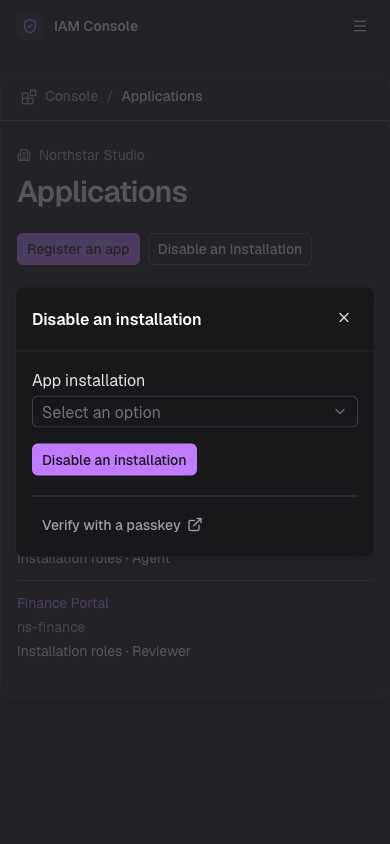 IAM Console
Console / Applications
Northstar Studio
Applications
Register an app
Disable an installation
Disable an installation
App installation
Select an option
Disable an installation
Verify with a passkey
Installation roles · Agent
Finance Portal
ns-finance
Installation roles · Reviewer